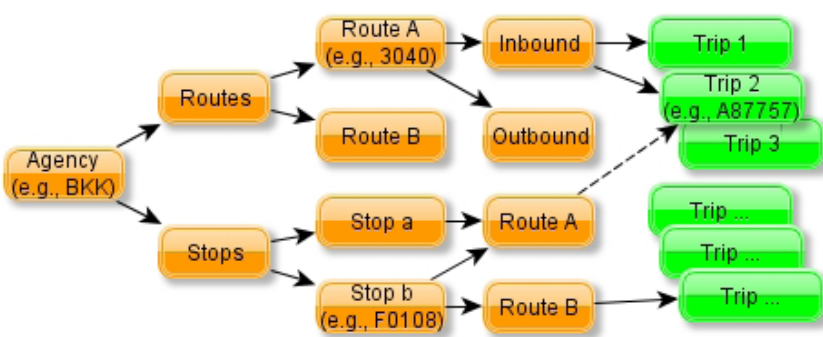 Route A
(e.g., 3040)
Inbound
Trip 1
Routes
Trip 2
(e.g., A87757)
Route B
Outbound
Trip 3
Agency
(e.g., BKK)
Stop a
Route A
Trip ...
Stops
Trip ...
Stop b
(e.g., F0108)
Route B
Trip ...